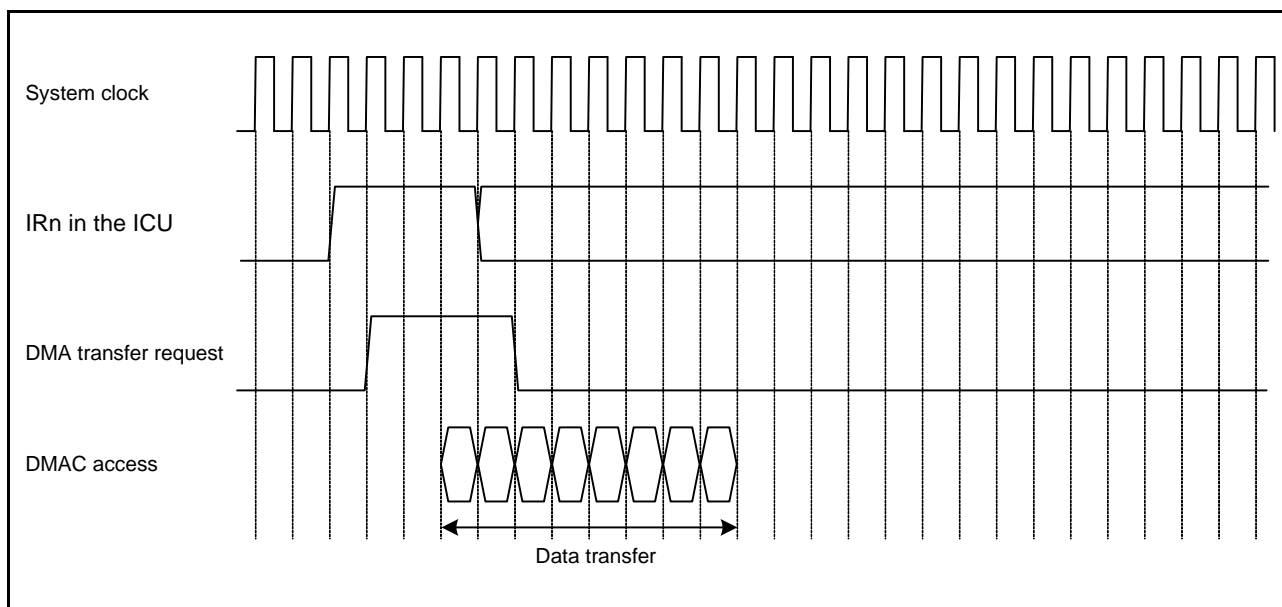 System clock
IRn in the ICU
DMA transfer request
DMAC access
Data transfer